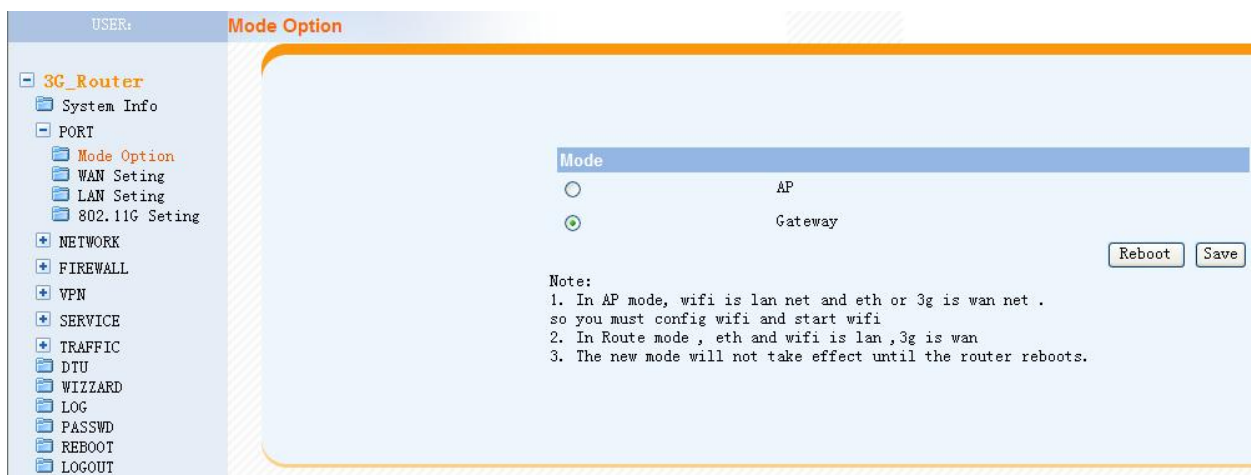 USER:
Mode Option
3G_Router
System Info
PORT
Mode Option
WAN Seting
LAN Seting
802.11G Seting
NETWORK
FIREWALL
VPN
SERVICE
TRAFFIC
DTU
WIZZARD
LOG
PASSWD
REBOOT
LOGOUT
Mode
AP
Gateway
Reboot Save
Note:
1. In AP mode, wifi is lan net and eth or 3g is wan net .
so you must config wifi and start wifi
2. In Route mode , eth and wifi is lan ,3g is wan
3. The new mode will not take effect until the router reboots.